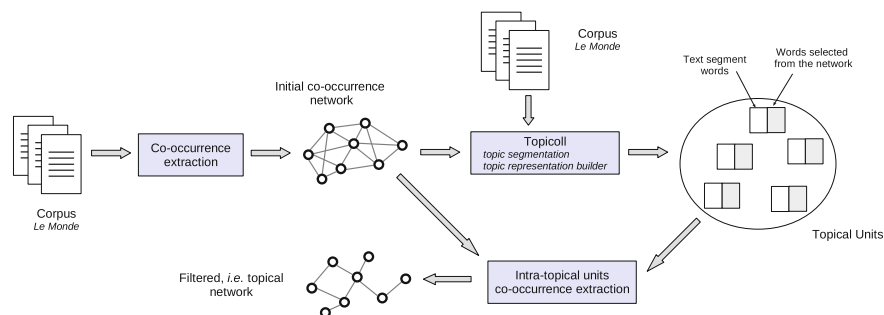 Corpus
Le Monde
Text segment
words
Words selected
from the network
Initial co-occurrence
network
Co-occurrence
extraction
Topicoll
topic segmentation
topic representation builder
Corpus
Le Monde
Topical Units
Filtered, i.e. topical
network
Intra-topical units
co-occurrence extraction